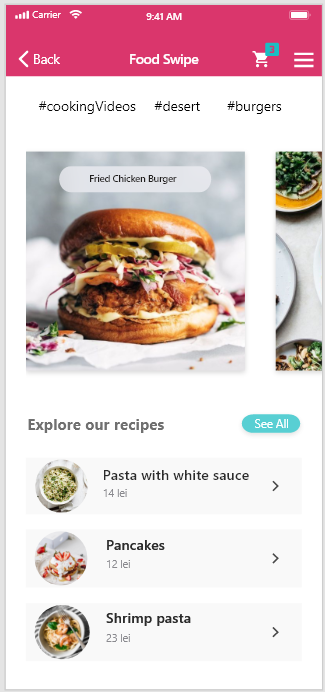 Carrier 9:41 AM
Back Food Swipe 3
#cookingVideos #desert #burgers
Fried Chicken Burger
Explore our recipes See All
Pasta with white sauce
14 lei
Pancakes
12 lei
Shrimp pasta
23 lei